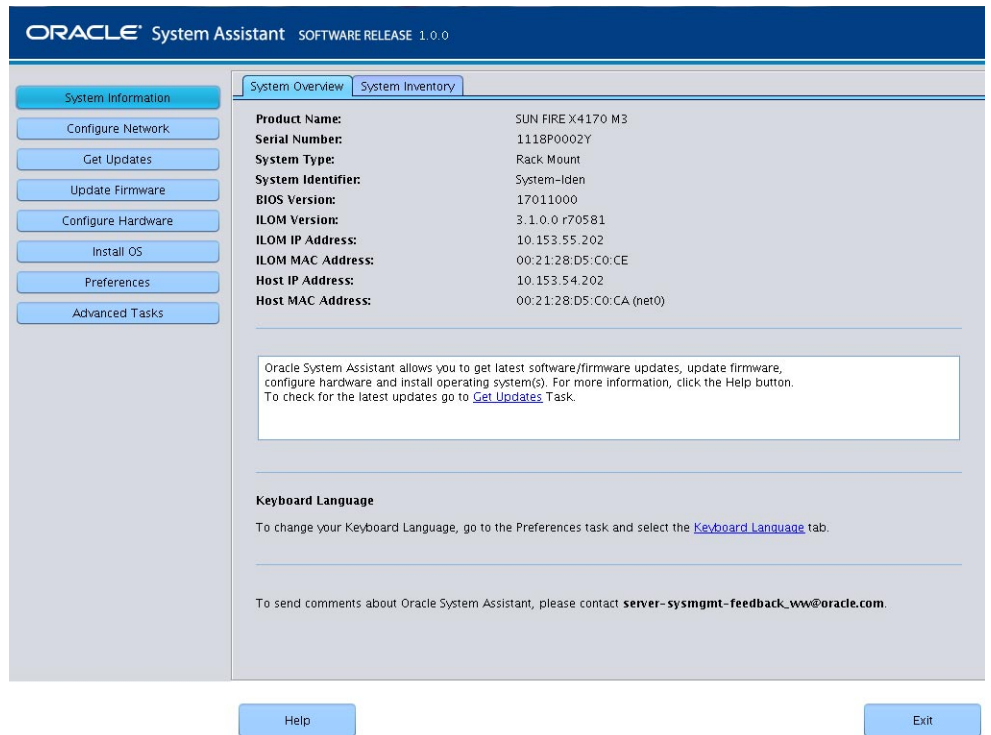 ORACLE® System Assistant SOFTWARE RELEASE 1.0.0
System Information
Configure Network
Get Updates
Update Firmware
Configure Hardware
Install OS
Preferences
Advanced Tasks
System Overview System Inventory
Product Name: SUN FIRE X4170 M3
Serial Number: 1118P0002Y
System Type: Rack Mount
System Identifier: System-Iden
BIOS Version: 17011000
ILOM Version: 3.1.0.0 r70581
ILOM IP Address: 10.153.55.202
ILOM MAC Address: 00:21:28:D5:C0:CE
Host IP Address: 10.153.54.202
Host MAC Address: 00:21:28:D5:C0:CA (net0)
Oracle System Assistant allows you to get latest software/firmware updates, update firmware,
configure hardware and install operating system(s). For more information, click the Help button.
To check for the latest updates go to Get Updates Task.
Keyboard Language
To change your Keyboard Language, go to the Preferences task and select the Keyboard Language tab.
To send comments about Oracle System Assistant, please contact server-sysmgmt-feedback_ww@oracle.com.
Help Exit